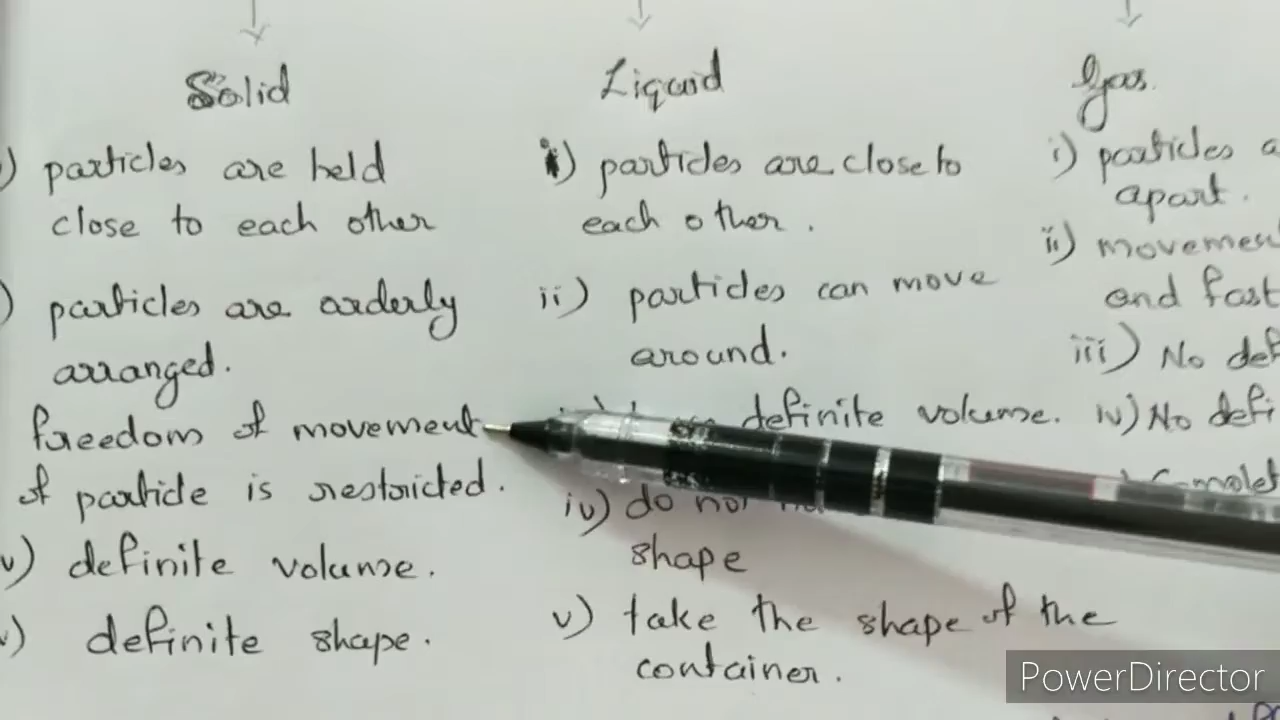 Solid
) particles are held
close to each other
) particles are orderly
arranged.
freedom of movement
of particle is restricted.
v) definite volume.
v) definite shape.
Liquid
i) particles are close to
each other.
ii) particles can move
around.
definite volume.
iv) do not
shape
v) take the shape of the
container.
Gas.
i) particles a
apart.
ii) movemen
and fast
iii) No def
iv) No defi
PowerDirector